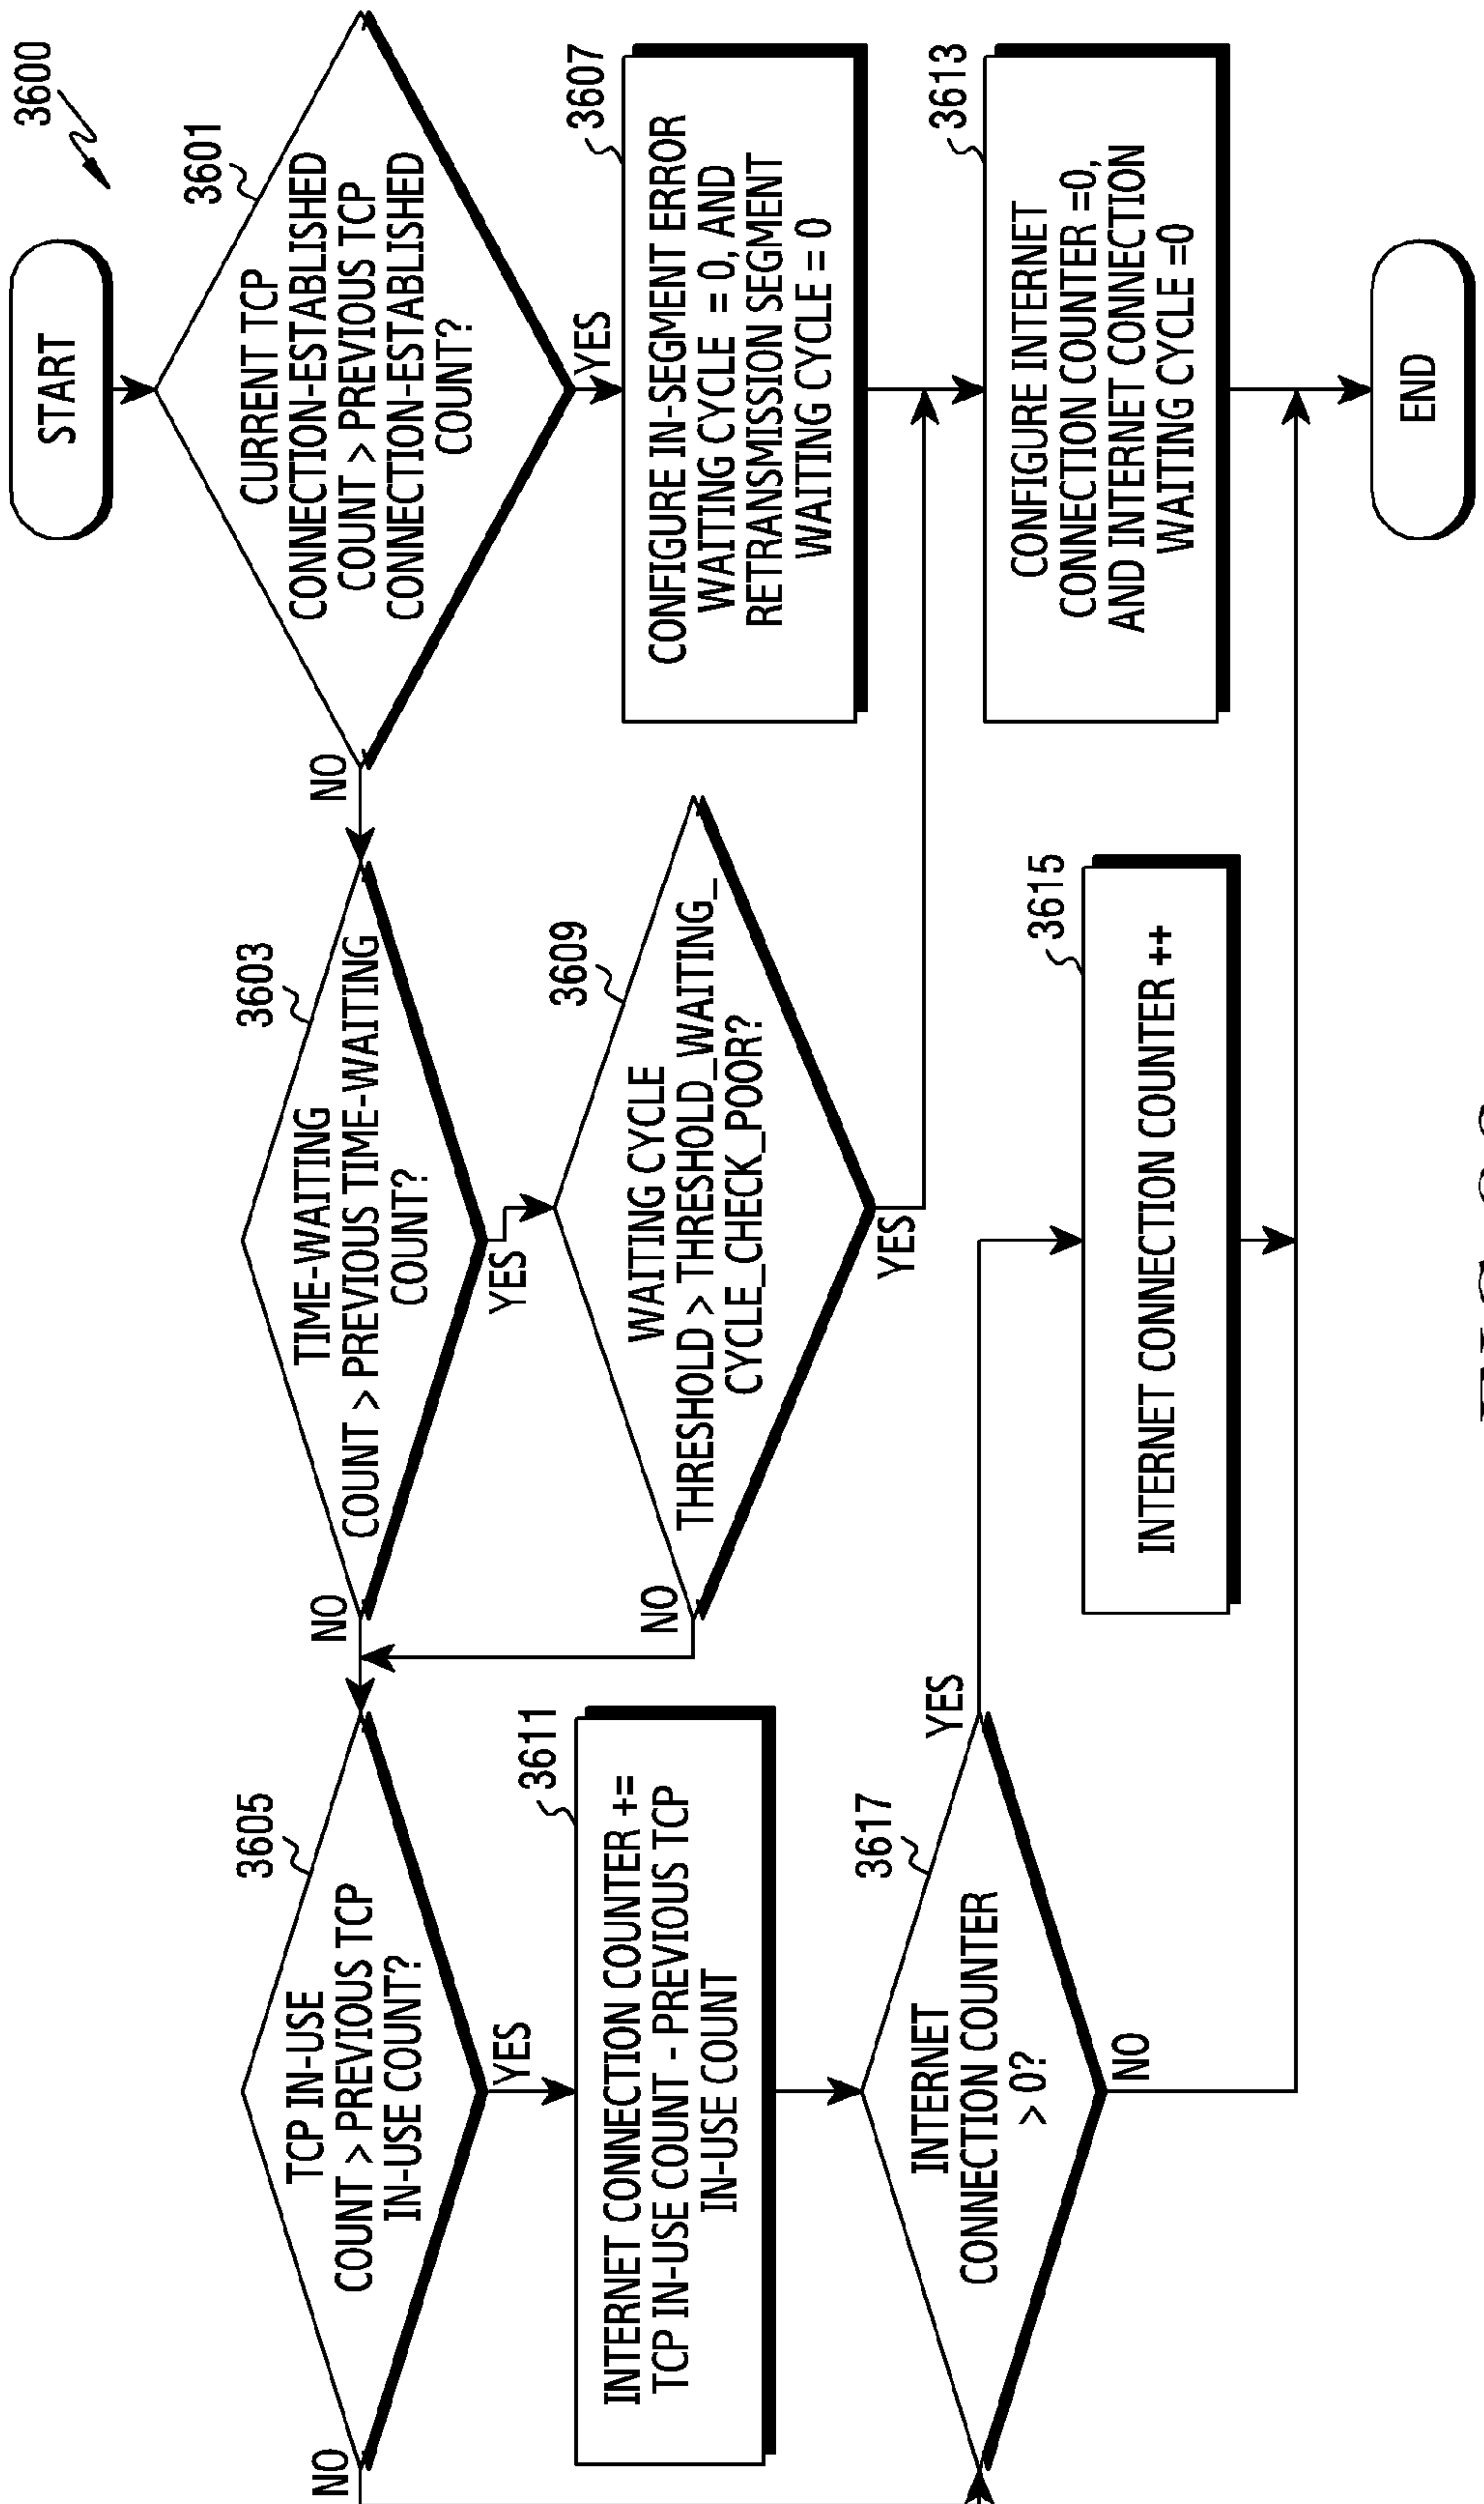 3600
START
3601
CURRENT TCP
CONNECTION-ESTABLISHED
COUNT > PREVIOUS TCP
CONNECTION-ESTABLISHED
COUNT?
NO
YES
3603
TIME-WAITING
COUNT > PREVIOUS TIME-WAITING
COUNT?
NO
YES
3605
TCP IN-USE
COUNT > PREVIOUS TCP
IN-USE COUNT?
NO
YES
3607
CONFIGURE IN-SEGMENT ERROR
WAITING CYCLE = 0, AND
RETRANSMISSION SEGMENT
WAITING CYCLE = 0
3609
WAITING CYCLE
THRESHOLD > THRESHOLD_WAITING_
CYCLE_CHECK_POOR?
NO
YES
3611
INTERNET CONNECTION COUNTER +=
TCP IN-USE COUNT - PREVIOUS TCP
IN-USE COUNT
3613
CONFIGURE INTERNET
CONNECTION COUNTER =0,
AND INTERNET CONNECTION
WAITING CYCLE =0
3615
INTERNET CONNECTION COUNTER ++
3617
INTERNET
CONNECTION COUNTER
>0?
YES
NO
END